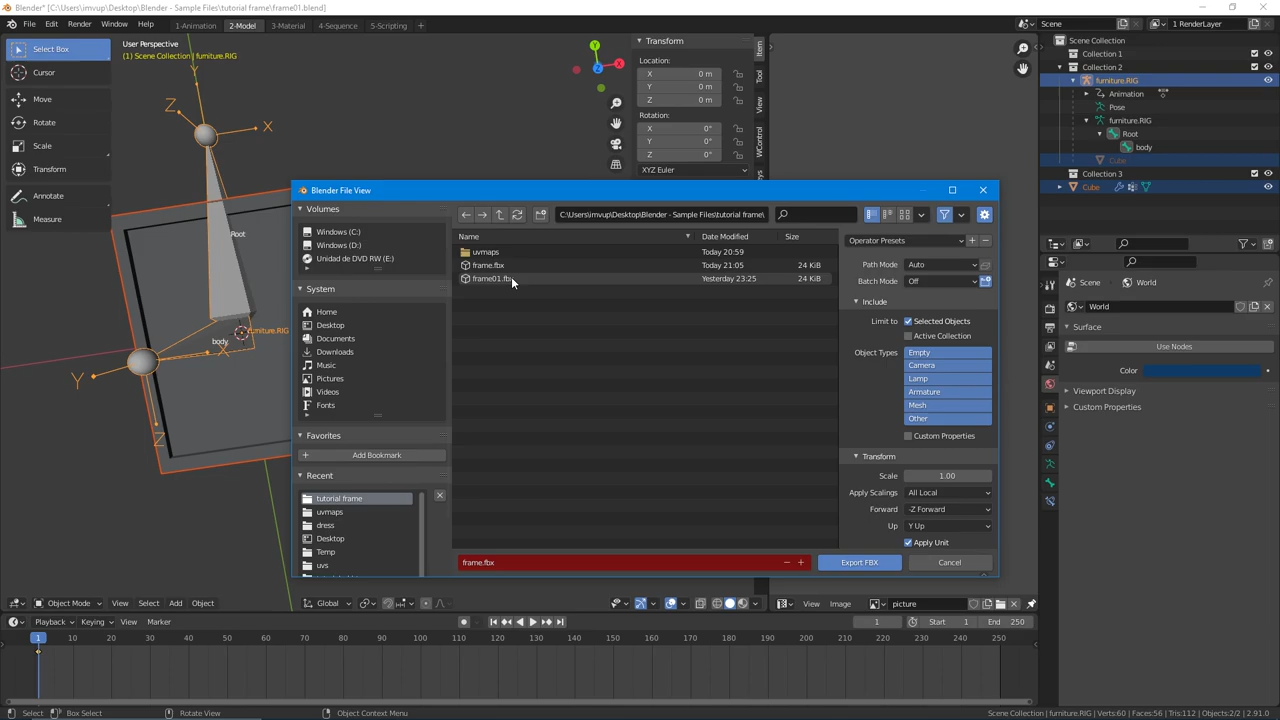 Blender* [C:\Users\imvup\Desktop\Blender - Sample Files\tutorial frame\frame01.blend]
File Edit Render Window Help 1-Animation 2-Model 3-Material 4-Sequence 5-Scripting + Scene 1 RenderLayer
Select Box
Cursor
Move
Rotate
Scale
Transform
Annotate
Measure
User Perspective
(1) Scene Collection | furniture.RIG
Y
Z
X
Root
furniture.RIG
body
X
Y
Z
Y
X
Z
Transform
Location:
X 0 m
Y 0 m
Z 0 m
Rotation:
X 0°
Y 0°
Z 0°
XYZ Euler
Item
Tool
View
WControl
Scene Collection
Collection 1
Collection 2
furniture.RIG
Animation
Pose
furniture.RIG
Root
body
Cube
Collection 3
Cube
Blender File View
Volumes
Windows (C:)
Windows (D:)
Unidad de DVD RW (E:)
System
Home
Desktop
Documents
Downloads
Music
Pictures
Videos
Fonts
Favorites
Add Bookmark
Recent
tutorial frame
uvmaps
dress
Desktop
Temp
uvs
C:\Users\imvup\Desktop\Blender - Sample Files\tutorial frame\
Name Date Modified Size
uvmaps Today 20:59
frame.fbx Today 21:05 24 KiB
frame01.fbx Yesterday 23:25 24 KiB
frame.fbx
Operator Presets
Path Mode Auto
Batch Mode Off
Include
Limit to Selected Objects
Active Collection
Object Types Empty
Camera
Lamp
Armature
Mesh
Other
Custom Properties
Transform
Scale 1.00
Apply Scalings All Local
Forward -Z Forward
Up Y Up
Apply Unit
Export FBX Cancel
Scene World
World
Surface
Use Nodes
Color
Viewport Display
Custom Properties
Object Mode View Select Add Object Global View Image picture
Playback Keying View Marker 1 Start 1 End 250
1 10 20 30 40 50 60 70 80 90 100 110 120 130 140 150 160 170 180 190 200 210 220 230 240 250
Select Box Select Rotate View Object Context Menu Scene Collection | furniture.RIG | Verts:60 | Faces:56 | Tris:112 | Objects:2/2 | 2.91.0